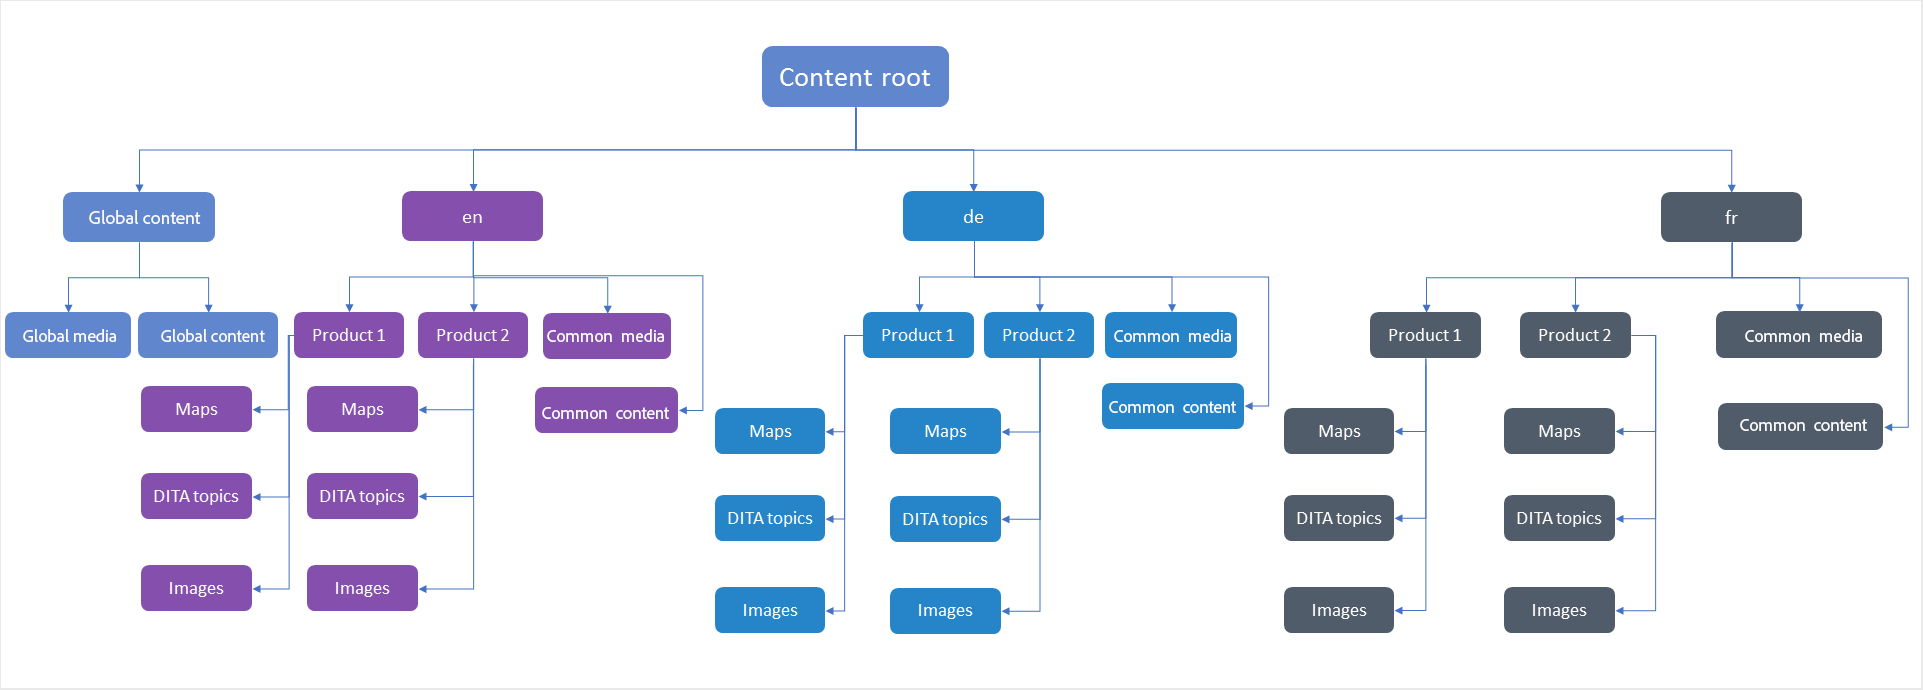 Content root
Global content
en
de
fr
Global media
Global content
Product 1
Product 2
Common media
Product 1
Product 2
Common media
Product 1
Product 2
Common media
Maps
Maps
Common content
Common content
Maps
Maps
Maps
Maps
Common content
DITA topics
DITA topics
DITA topics
DITA topics
DITA topics
DITA topics
Images
Images
Images
Images
Images
Images